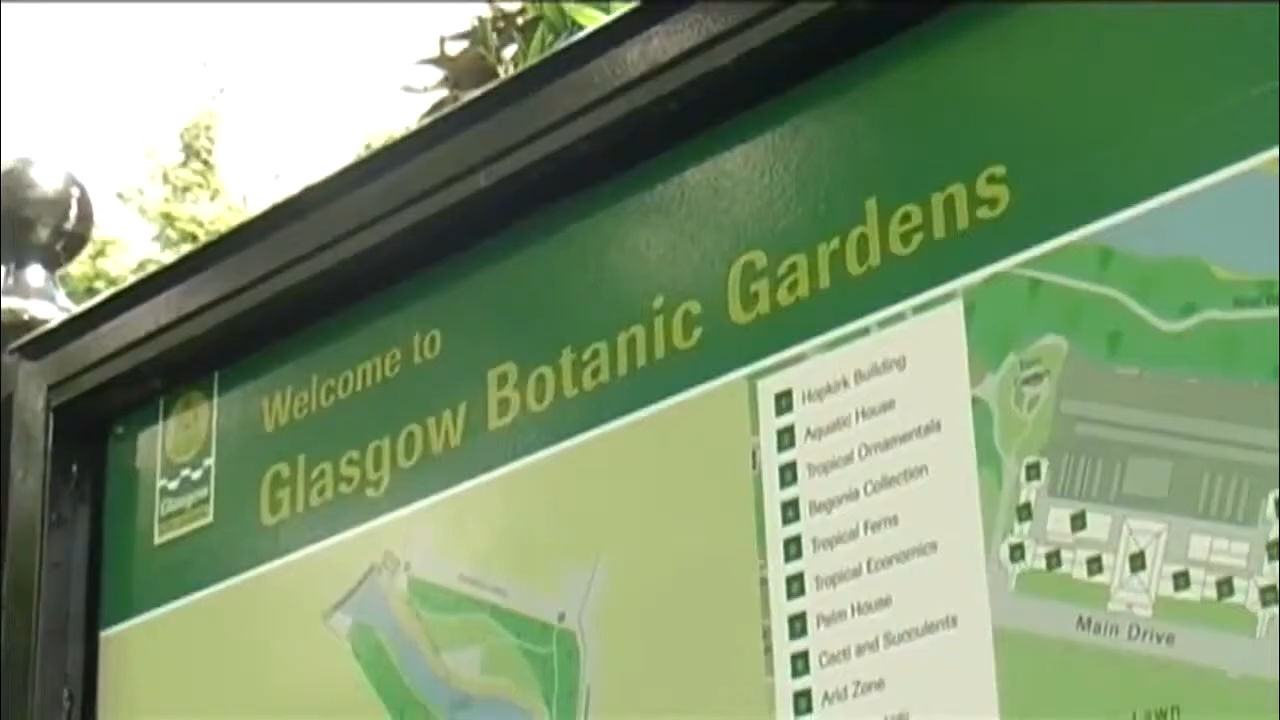 Welcome to
Glasgow Botanic Gardens
Glasgow
Hopkirk Building
Aquatic House
Tropical Ornamentals
Begonia Collection
Tropical Ferns
Tropical Economics
Palm House
Cacti and Succulents
Arid Zone
Main Drive
Lawn